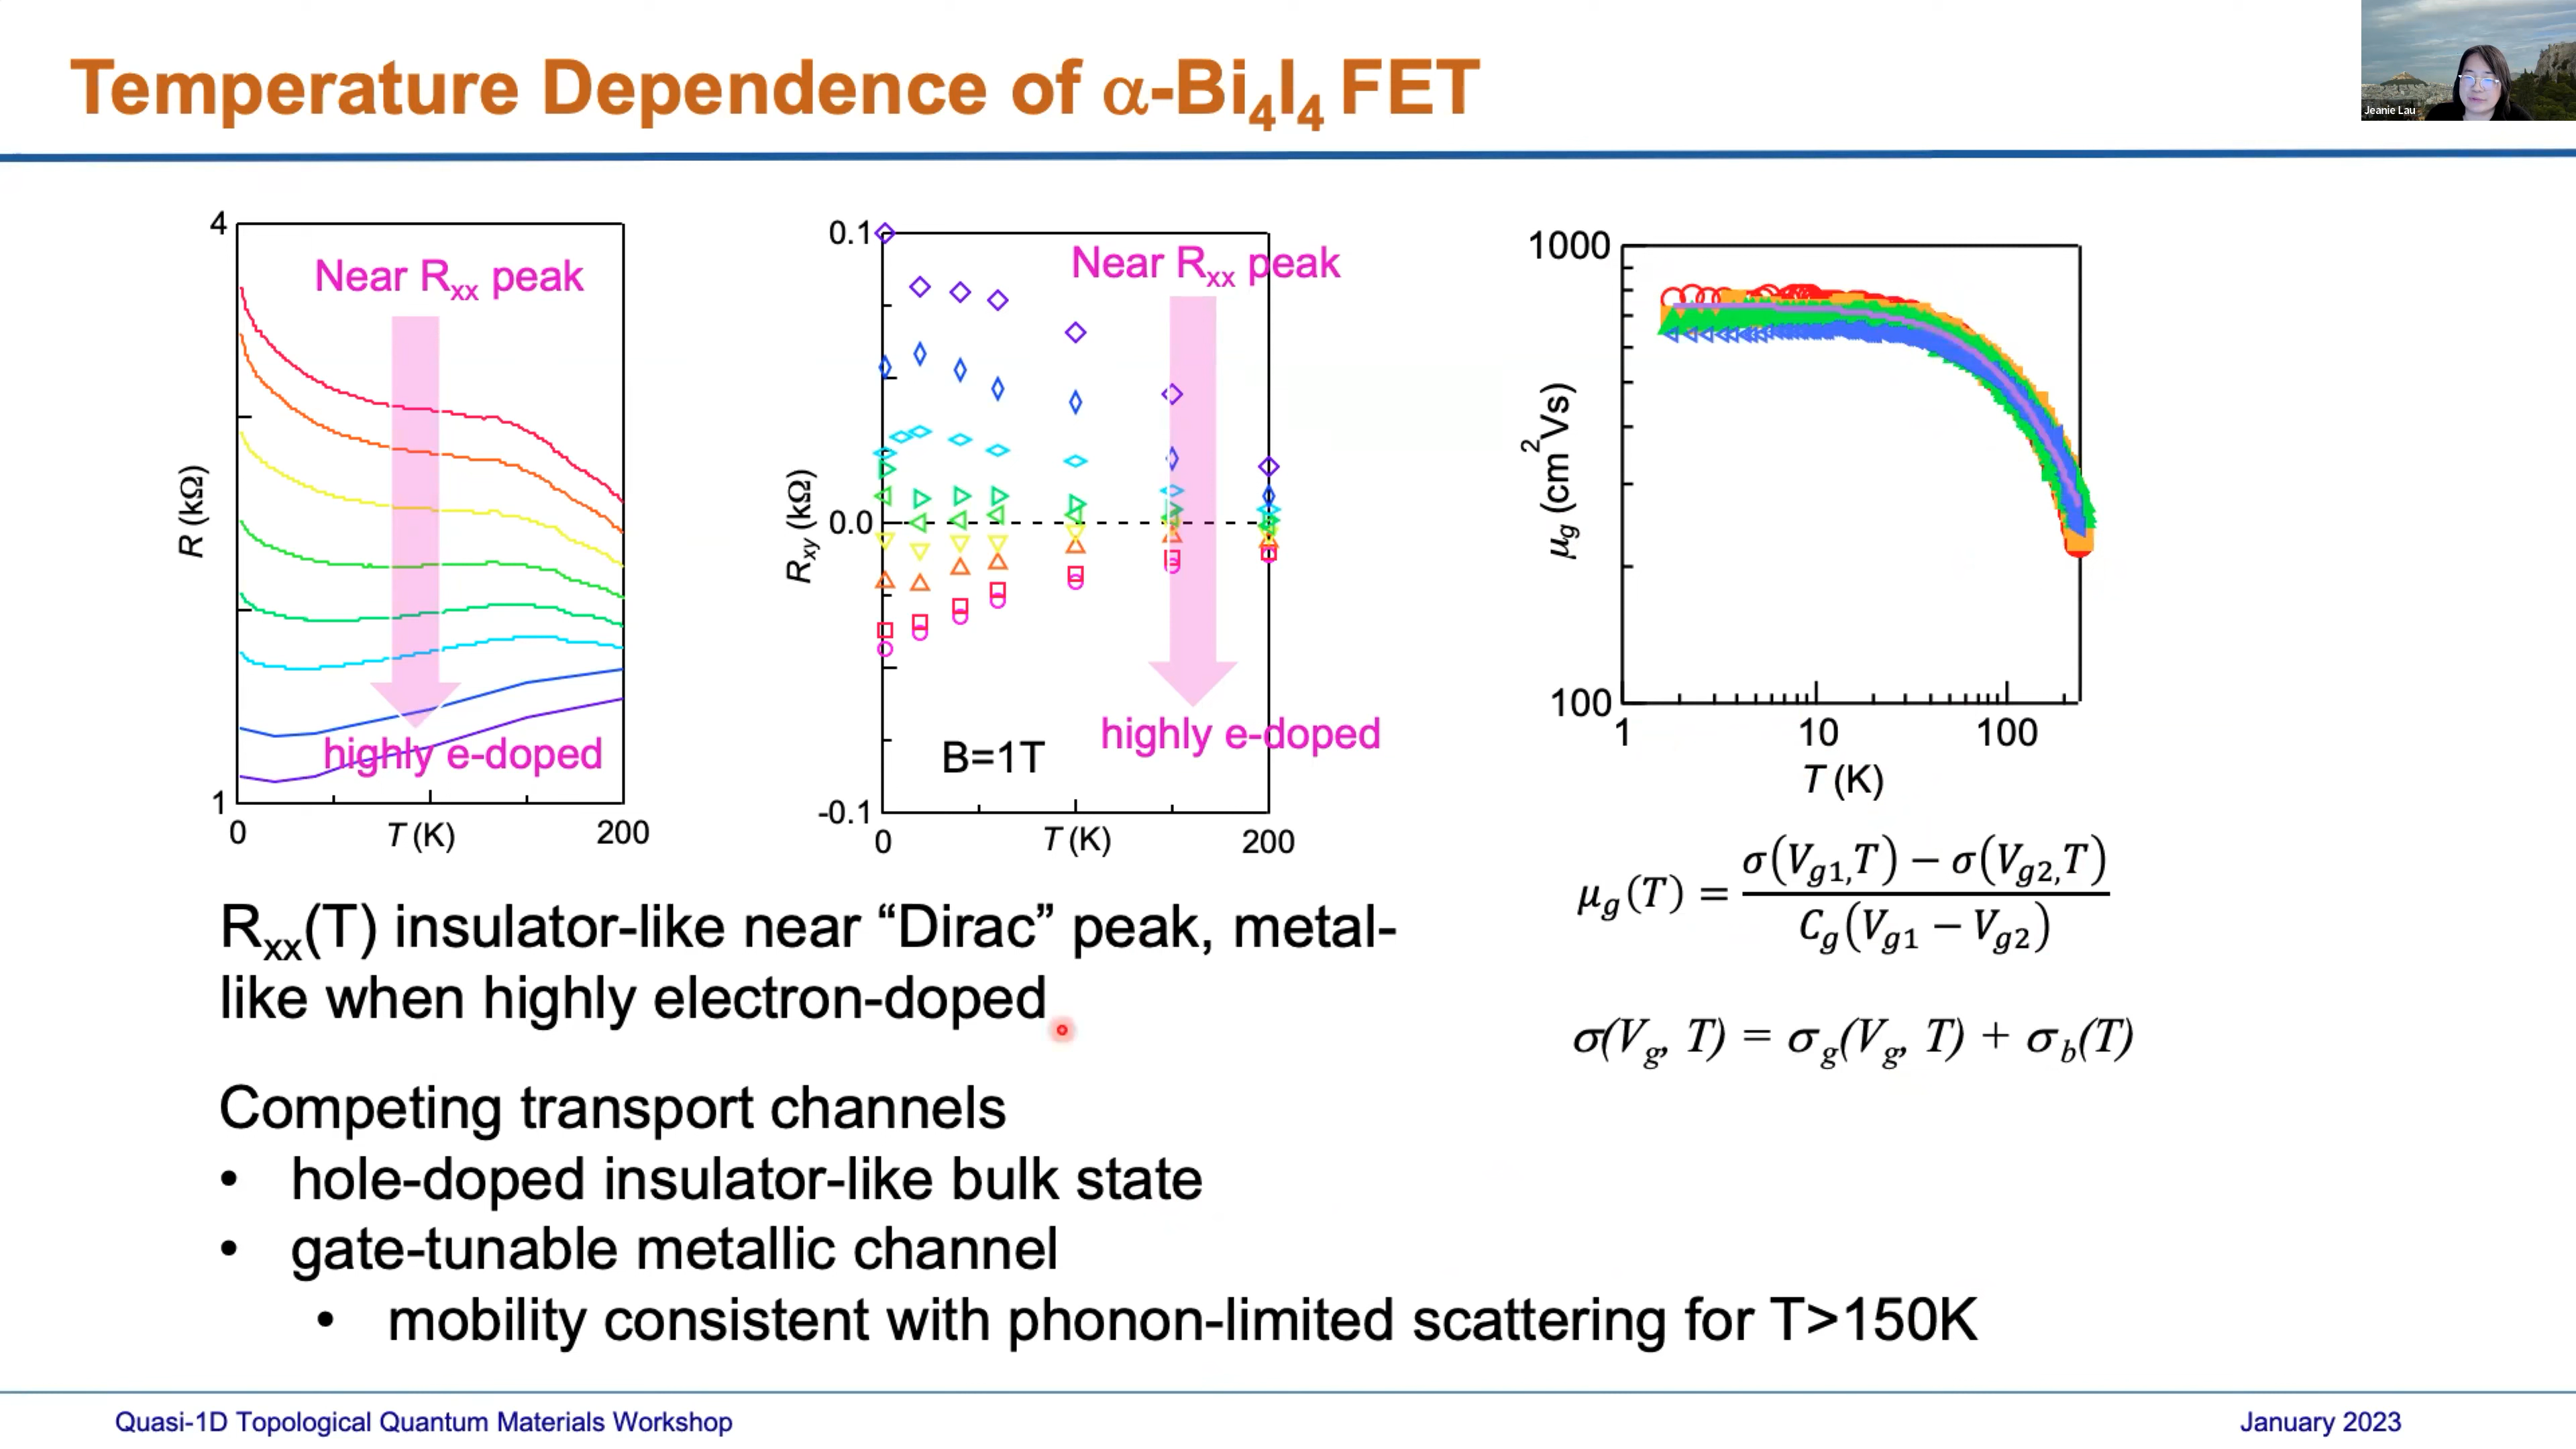 Temperature Dependence of α-Bi₄I₄ FET
Jeanie Lau
4
Near Rxx peak
R (kΩ)
highly e-doped
1
0
T (K)
200
0.1
Near Rxx peak
Rxy (kΩ)
0.0
highly e-doped
B=1T
-0.1
0
T (K)
200
1000
μg (cm² Vs)
100
1
10
100
T (K)
μg(T) = σ(Vg1,T) − σ(Vg2,T)
Cg(Vg1 − Vg2)
σ(Vg, T) = σg(Vg, T) + σb(T)
Rxx(T) insulator-like near “Dirac” peak, metal-
like when highly electron-doped
Competing transport channels
• hole-doped insulator-like bulk state
• gate-tunable metallic channel
• mobility consistent with phonon-limited scattering for T>150K
Quasi-1D Topological Quantum Materials Workshop
January 2023